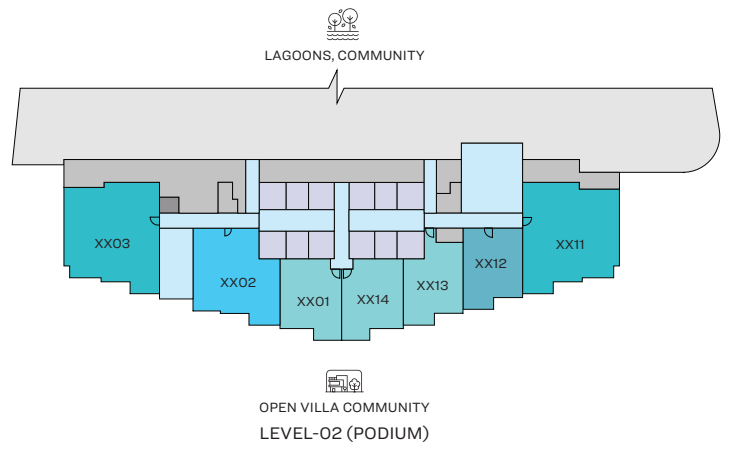 LAGOONS, COMMUNITY
XX03
XX02
XX01
XX14
XX13
XX12
XX11
OPEN VILLA COMMUNITY
LEVEL-02 (PODIUM)